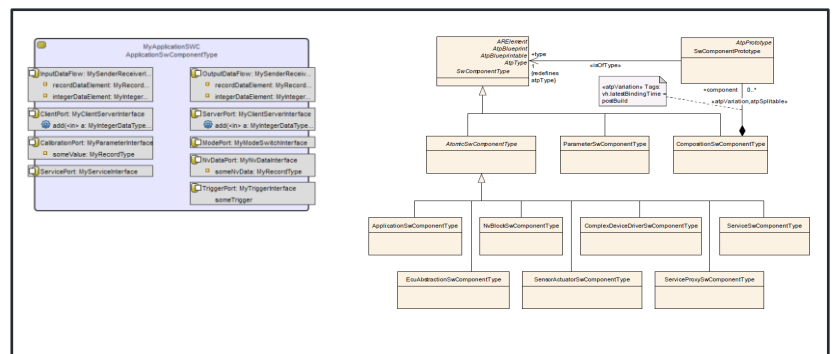 MyApplicationSWC
ApplicationSwComponentType
InputDataFlow: MySenderReceiverI...
recordDataElement: MyRecord...
integerDataElement: MyInteger...
ClientPort: MyClientServerInterface
add(<in> a: MyIntegerDataType...
CalibrationPort: MyParameterInterface
someValue: MyRecordType
ServicePort: MyServiceInterface
OutputDataFlow: MySenderReceiv...
recordDataElement: MyRecord...
integerDataElement: MyInteger...
ServerPort: MyClientServerInterface
add(<in> a: MyIntegerDataType...
ModePort: MyModeSwitchInterface
NvDataPort: MyNvDataInterface
someNvData: MyRecordType
TriggerPort: MyTriggerInterface
someTrigger
ARElement
AtpBlueprint
AtpBlueprintable
AtpType
SwComponentType
+type
1
(redefines
atpType)
«isOfType»
AtpPrototype
SwComponentPrototype
«atpVariation» Tags:
vh.latestBindingTime =
postBuild
+component
0..*
«atpVariation,atpSplitable»
AtomicSwComponentType
ParameterSwComponentType
CompositionSwComponentType
ApplicationSwComponentType
NvBlockSwComponentType
ComplexDeviceDriverSwComponentType
ServiceSwComponentType
EcuAbstractionSwComponentType
SensorActuatorSwComponentType
ServiceProxySwComponentType